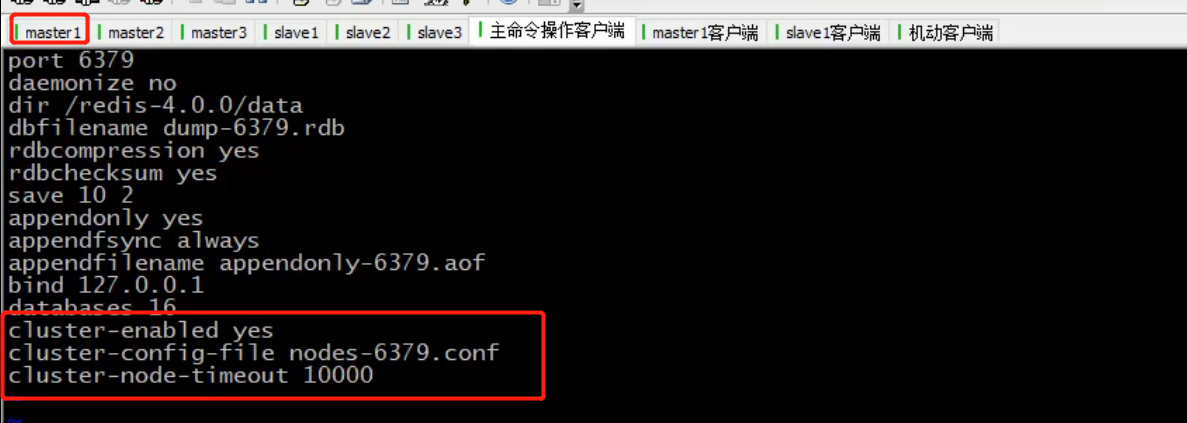 master1 master2 master3 slave1 slave2 slave3 主命令操作客户端 master1客户端 slave1客户端 机动客户端
port 6379
daemonize no
dir /redis-4.0.0/data
dbfilename dump-6379.rdb
rdbcompression yes
rdbchecksum yes
save 10 2
appendonly yes
appendfsync always
appendfilename appendonly-6379.aof
bind 127.0.0.1
databases 16
cluster-enabled yes
cluster-config-file nodes-6379.conf
cluster-node-timeout 10000
~